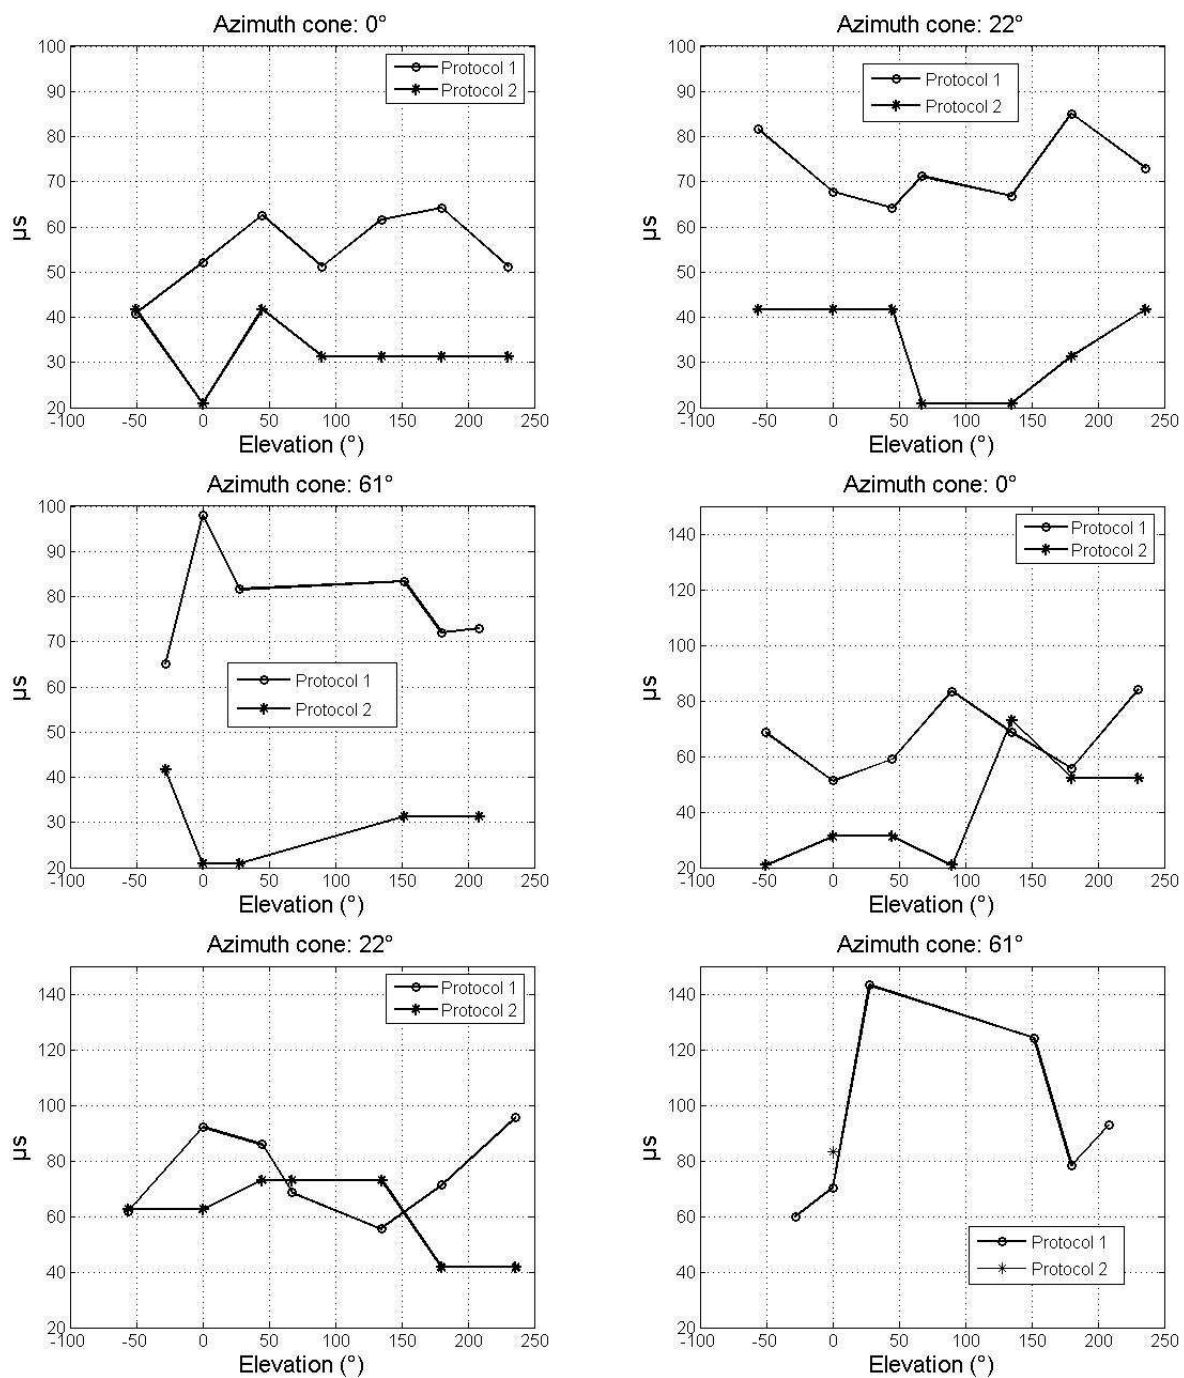 Azimuth cone: 0°
100
90
80
70
60
50
40
30
20
µs
Protocol 1
Protocol 2
-100 -50 0 50 100 150 200 250
Elevation (°)
Azimuth cone: 22°
100
90
80
70
60
50
40
30
20
µs
Protocol 1
Protocol 2
-100 -50 0 50 100 150 200 250
Elevation (°)
Azimuth cone: 61°
100
90
80
70
60
50
40
30
20
µs
Protocol 1
Protocol 2
-100 -50 0 50 100 150 200 250
Elevation (°)
Azimuth cone: 0°
140
120
100
80
60
40
20
µs
Protocol 1
Protocol 2
-100 -50 0 50 100 150 200 250
Elevation (°)
Azimuth cone: 22°
140
120
100
80
60
40
20
µs
Protocol 1
Protocol 2
-100 -50 0 50 100 150 200 250
Elevation (°)
Azimuth cone: 61°
140
120
100
80
60
40
20
µs
Protocol 1
Protocol 2
-100 -50 0 50 100 150 200 250
Elevation (°)